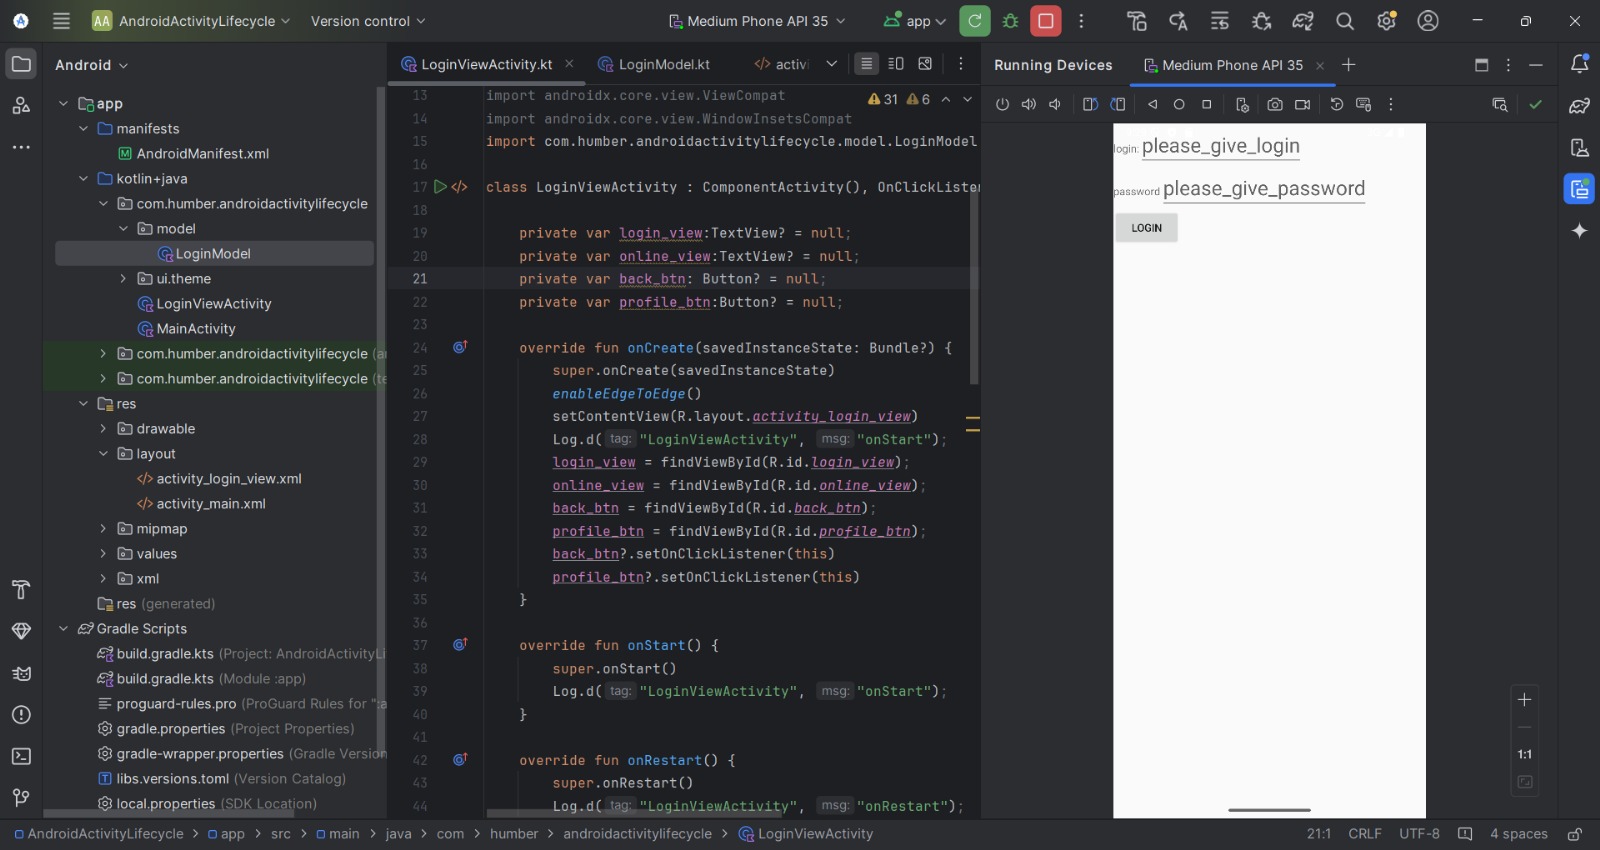 AA AndroidActivityLifecycle Version control Medium Phone API 35 app
Android
app
manifests
AndroidManifest.xml
kotlin+java
com.humber.androidactivitylifecycle
model
LoginModel
ui.theme
LoginViewActivity
MainActivity
com.humber.androidactivitylifecycle
com.humber.androidactivitylifecycle
res
drawable
layout
activity_login_view.xml
activity_main.xml
mipmap
values
xml
res (generated)
Gradle Scripts
build.gradle.kts (Project: AndroidActivityLi
build.gradle.kts (Module :app)
proguard-rules.pro (ProGuard Rules for ":a
gradle.properties (Project Properties)
gradle-wrapper.properties (Gradle Version
libs.versions.toml (Version Catalog)
local.properties (SDK Location)
LoginViewActivity.kt LoginModel.kt activi
31 6
13 import androidx.core.view.ViewCompat
14 import androidx.core.view.WindowInsetsCompat
15 import com.humber.androidactivitylifecycle.model.LoginModel
16
17 class LoginViewActivity : ComponentActivity(), OnClickListe
18
19 private var login_view:TextView? = null;
20 private var online_view:TextView? = null;
21 private var back_btn: Button? = null;
22 private var profile_btn:Button? = null;
23
24 override fun onCreate(savedInstanceState: Bundle?) {
25 super.onCreate(savedInstanceState)
26 enableEdgeToEdge()
27 setContentView(R.layout.activity_login_view)
28 Log.d( tag: "LoginViewActivity", msg: "onStart");
29 login_view = findViewById(R.id.login_view);
30 online_view = findViewById(R.id.online_view);
31 back_btn = findViewById(R.id.back_btn);
32 profile_btn = findViewById(R.id.profile_btn);
33 back_btn?.setOnClickListener(this)
34 profile_btn?.setOnClickListener(this)
35 }
36
37 override fun onStart() {
38 super.onStart()
39 Log.d( tag: "LoginViewActivity", msg: "onStart");
40 }
41
42 override fun onRestart() {
43 super.onRestart()
44 Log.d( tag: "LoginViewActivity", msg: "onRestart");
Running Devices Medium Phone API 35
login: please_give_login
password please_give_password
LOGIN
1:1
AndroidActivityLifecycle > app > src > main > java > com > humber > androidactivitylifecycle > LoginViewActivity 21:1 CRLF UTF-8 4 spaces